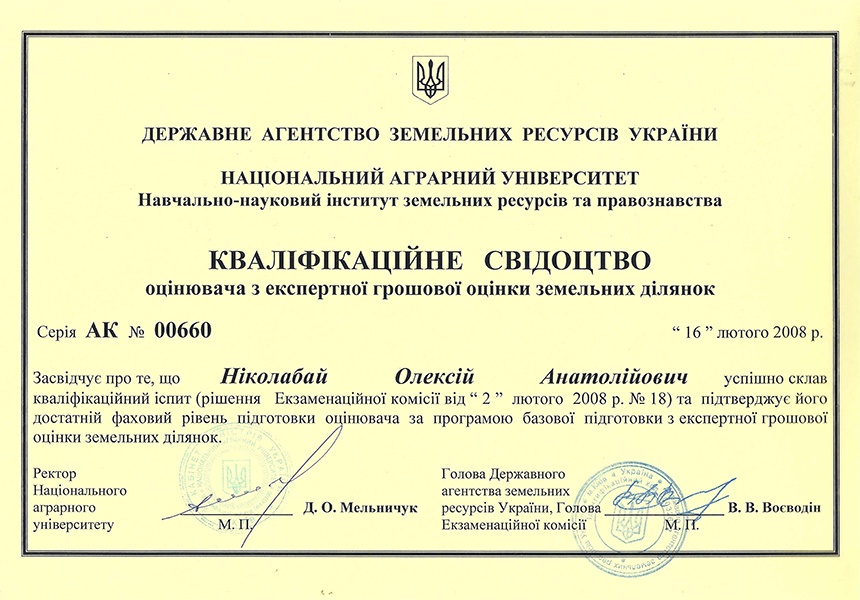 ДЕРЖАВНЕ АГЕНТСТВО ЗЕМЕЛЬНИХ РЕСУРСІВ УКРАЇНИ
НАЦІОНАЛЬНИЙ АГРАРНИЙ УНІВЕРСИТЕТ
Навчально-науковий інститут земельних ресурсів та правознавства
КВАЛІФІКАЦІЙНЕ СВІДОЦТВО
оцінювача з експертної грошової оцінки земельних ділянок
Серія АК № 00660
“ 16 ” лютого 2008 р.
Засвідчує про те, що Ніколабай Олексій Анатолійович успішно склав
кваліфікаційний іспит (рішення Екзаменаційної комісії від “ 2 ” лютого 2008 р. № 18) та підтверджує його
достатній фаховий рівень підготовки оцінювача за програмою базової підготовки з експертної грошової
оцінки земельних ділянок.
Ректор
Національного
аграрного
університету
Д. О. Мельничук
М. П.
Голова Державного
агентства земельних
ресурсів України, Голова
Екзаменаційної комісії
В. В. Воєводін
М. П.
Україна